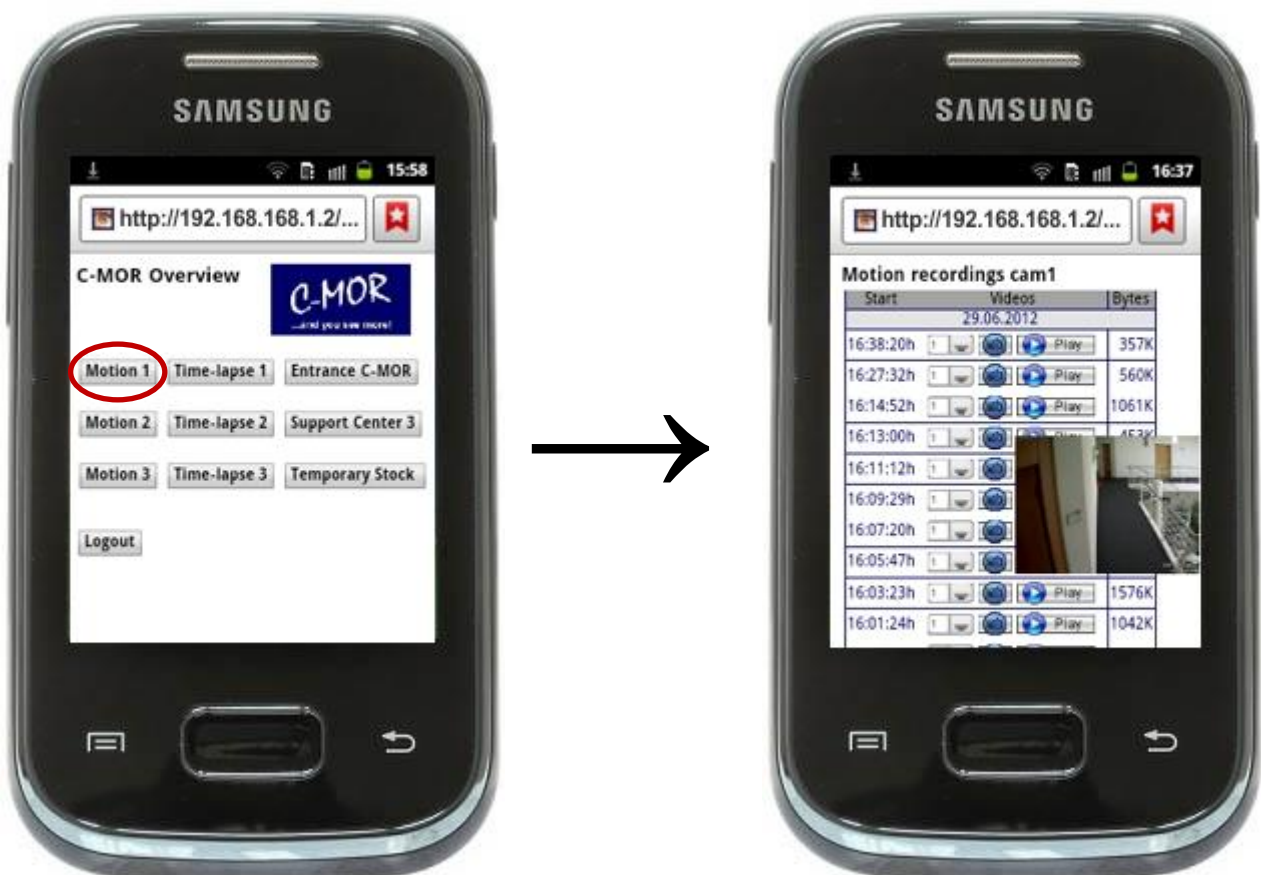 SAMSUNG
15:58
http://192.168.168.1.2/...
C-MOR Overview
C-MOR
...and you see more!
Motion 1 Time-lapse 1 Entrance C-MOR
Motion 2 Time-lapse 2 Support Center 3
Motion 3 Time-lapse 3 Temporary Stock
Logout
SAMSUNG
16:37
http://192.168.168.1.2/...
Motion recordings cam1
Start Videos Bytes
29.06.2012
16:38:20h 1 Play 357K
16:27:32h 1 Play 560K
16:14:52h 1 Play 1061K
16:13:00h 1 Play 453K
16:11:12h 1
16:09:29h 1
16:07:20h 1
16:05:47h 1
16:03:23h 1 Play 1576K
16:01:24h 1 Play 1042K